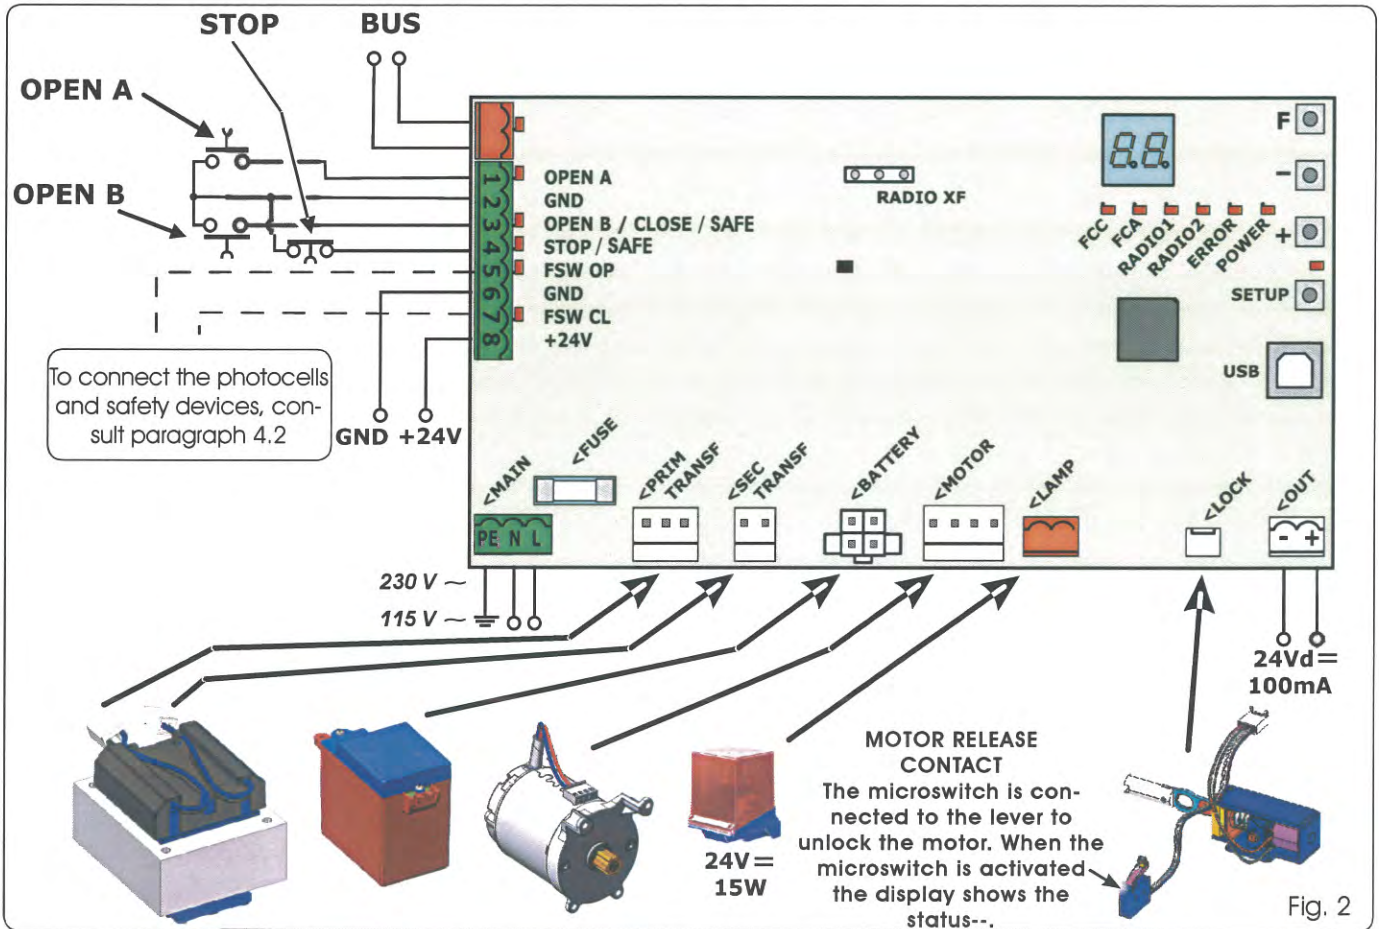 STOP
BUS
OPEN A
OPEN B
1 OPEN A
2 GND
3 OPEN B / CLOSE / SAFE
4 STOP / SAFE
5 FSW OP
6 GND
7 FSW CL
8 +24V
RADIO XF
8.8.
F
-
+
SETUP
FCC
FCA
RADIO1
RADIO2
ERROR
POWER
USB
To connect the photocells
and safety devices, con-
sult paragraph 4.2
GND +24V
<MAIN
<FUSE
<PRIM
TRANSF
<SEC
TRANSF
<BATTERY
<MOTOR
<LAMP
<LOCK
<OUT
PE N L
- +
230 V ~
115 V ~
24Vd=
100mA
24V=
15W
MOTOR RELEASE
CONTACT
The microswitch is con-
nected to the lever to
unlock the motor. When the
microswitch is activated
the display shows the
status--.
Fig. 2